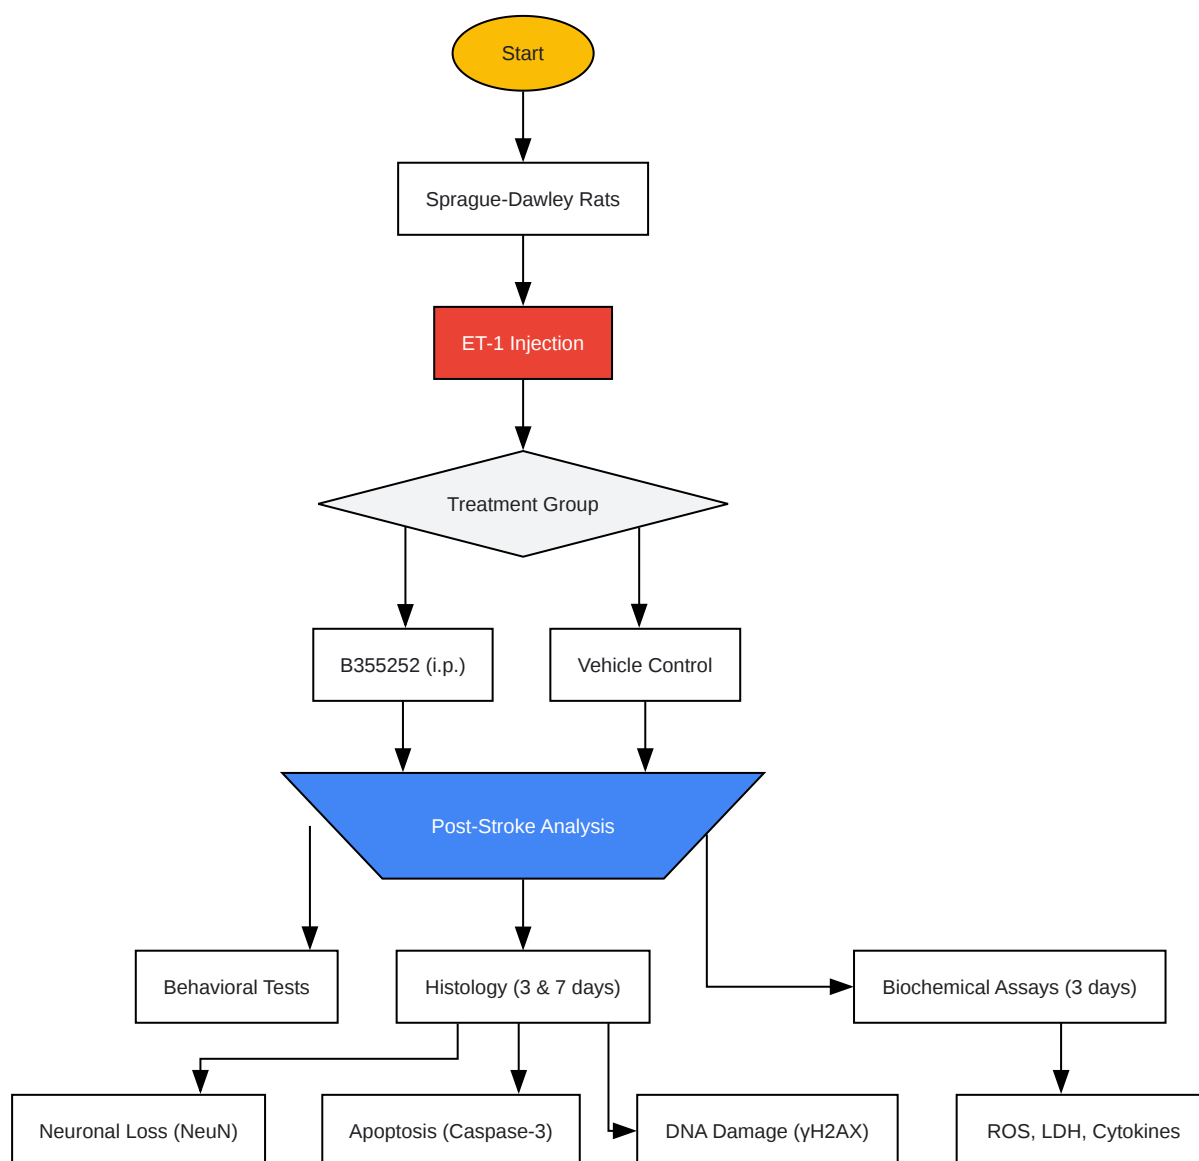 Start
Sprague-Dawley Rats
ET-1 Injection
Treatment Group
B355252 (i.p.)
Vehicle Control
Post-Stroke Analysis
Behavioral Tests
Histology (3 & 7 days)
Biochemical Assays (3 days)
Neuronal Loss (NeuN)
Apoptosis (Caspase-3)
DNA Damage (γH2AX)
ROS, LDH, Cytokines